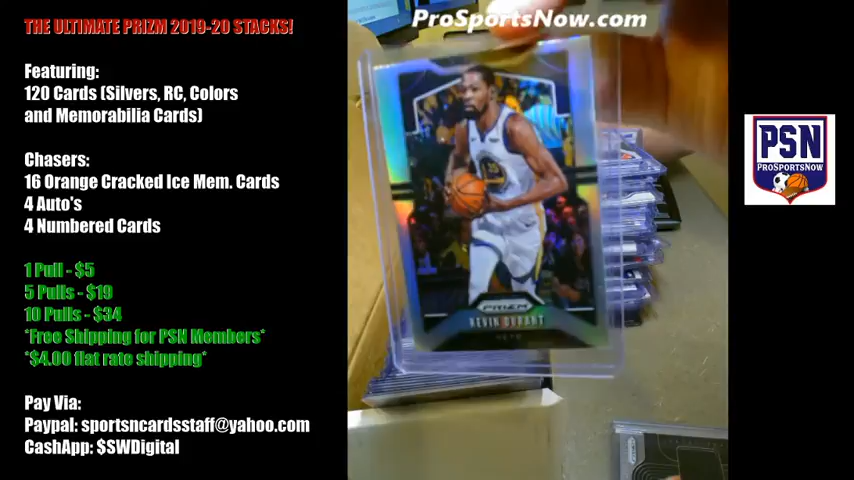 THE ULTIMATE PRIZM 2019-20 STACKS!
Featuring:
120 Cards (Silvers, RC, Colors
and Memorabilia Cards)
Chasers:
16 Orange Cracked Ice Mem. Cards
4 Auto's
4 Numbered Cards
1 Pull - $5
5 Pulls - $19
10 Pulls - $34
*Free Shipping for PSN Members*
*$4.00 flat rate shipping*
Pay Via:
Paypal: sportsncardsstaff@yahoo.com
CashApp: $SWDigital
ProSportsNow.com
PRIZM
KEVIN DURANT
PSN
PROSPORTSNOW